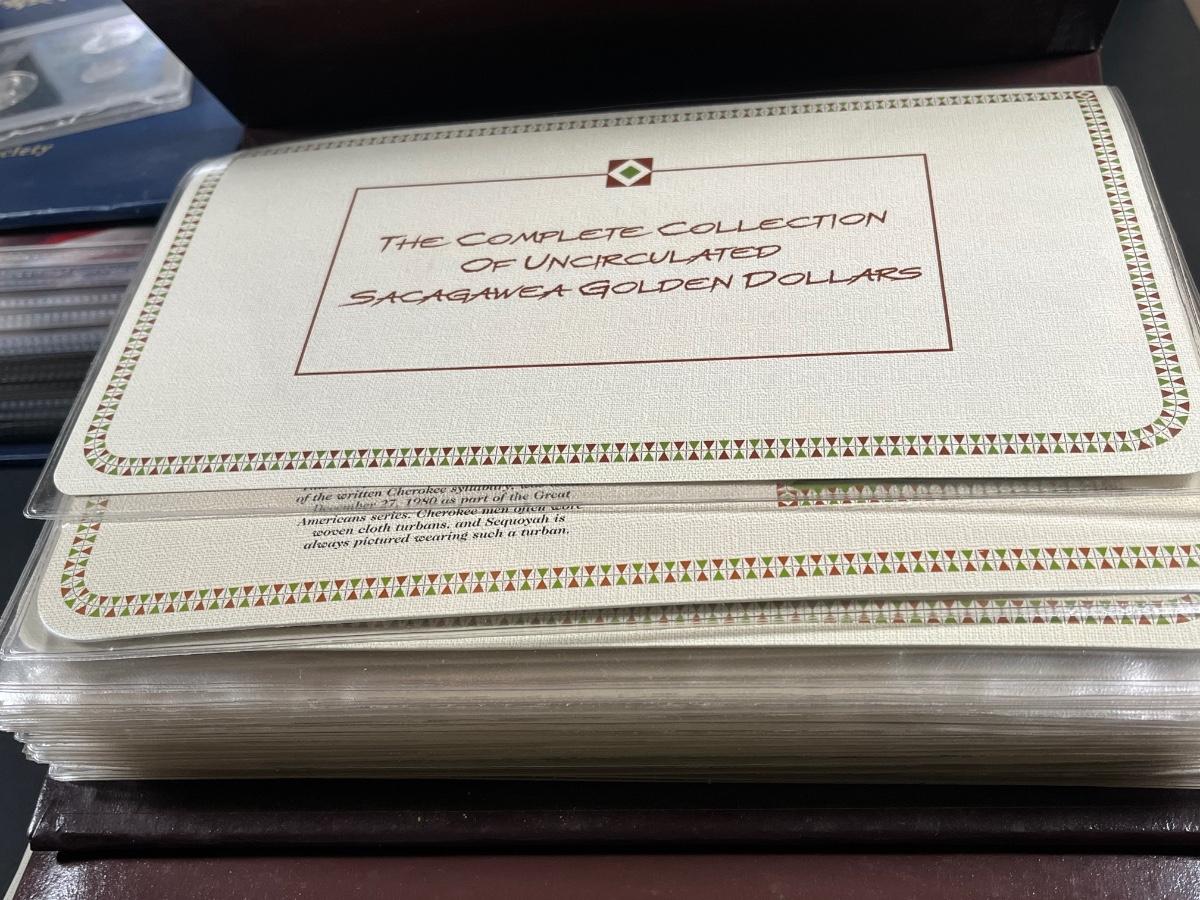 ciety
THE COMPLETE COLLECTION
OF UNCIRCULATED
SACAGAWEA GOLDEN DOLLARS
of the written Cherokee syllabary, was
December 27, 1980 as part of the Great
Americans series. Cherokee men often wore
woven cloth turbans, and Sequoyah is
always pictured wearing such a turban.